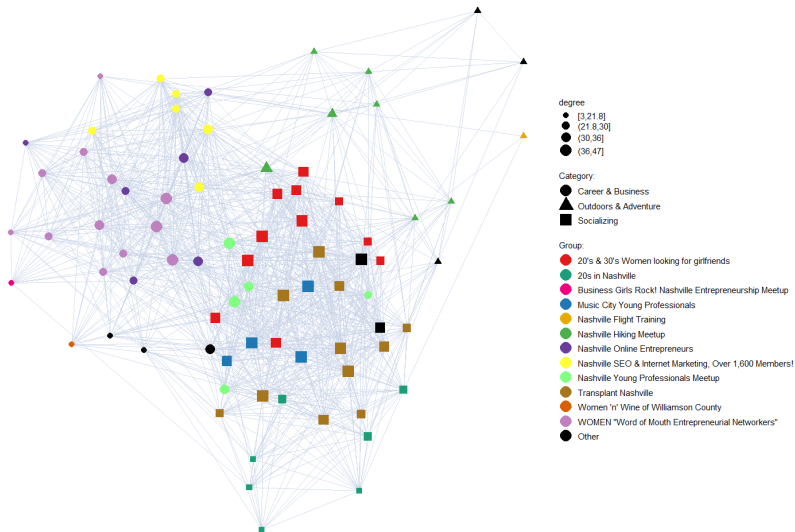 degree
[3,21.8]
(21.8,30]
(30,36]
(36,47]
Category:
Career & Business
Outdoors & Adventure
Socializing
Group:
20's & 30's Women looking for girlfriends
20s in Nashville
Business Girls Rock! Nashville Entrepreneurship Meetup
Music City Young Professionals
Nashville Flight Training
Nashville Hiking Meetup
Nashville Online Entrepreneurs
Nashville SEO & Internet Marketing, Over 1,600 Members!
Nashville Young Professionals Meetup
Transplant Nashville
Women 'n' Wine of Williamson County
WOMEN "Word of Mouth Entrepreneurial Networkers"
Other